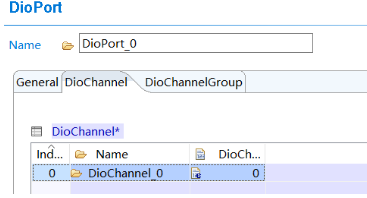 DioPort
Name DioPort_0
General DioChannel DioChannelGroup
DioChannel*
Ind... Name DioCh...
0 DioChannel_0 0